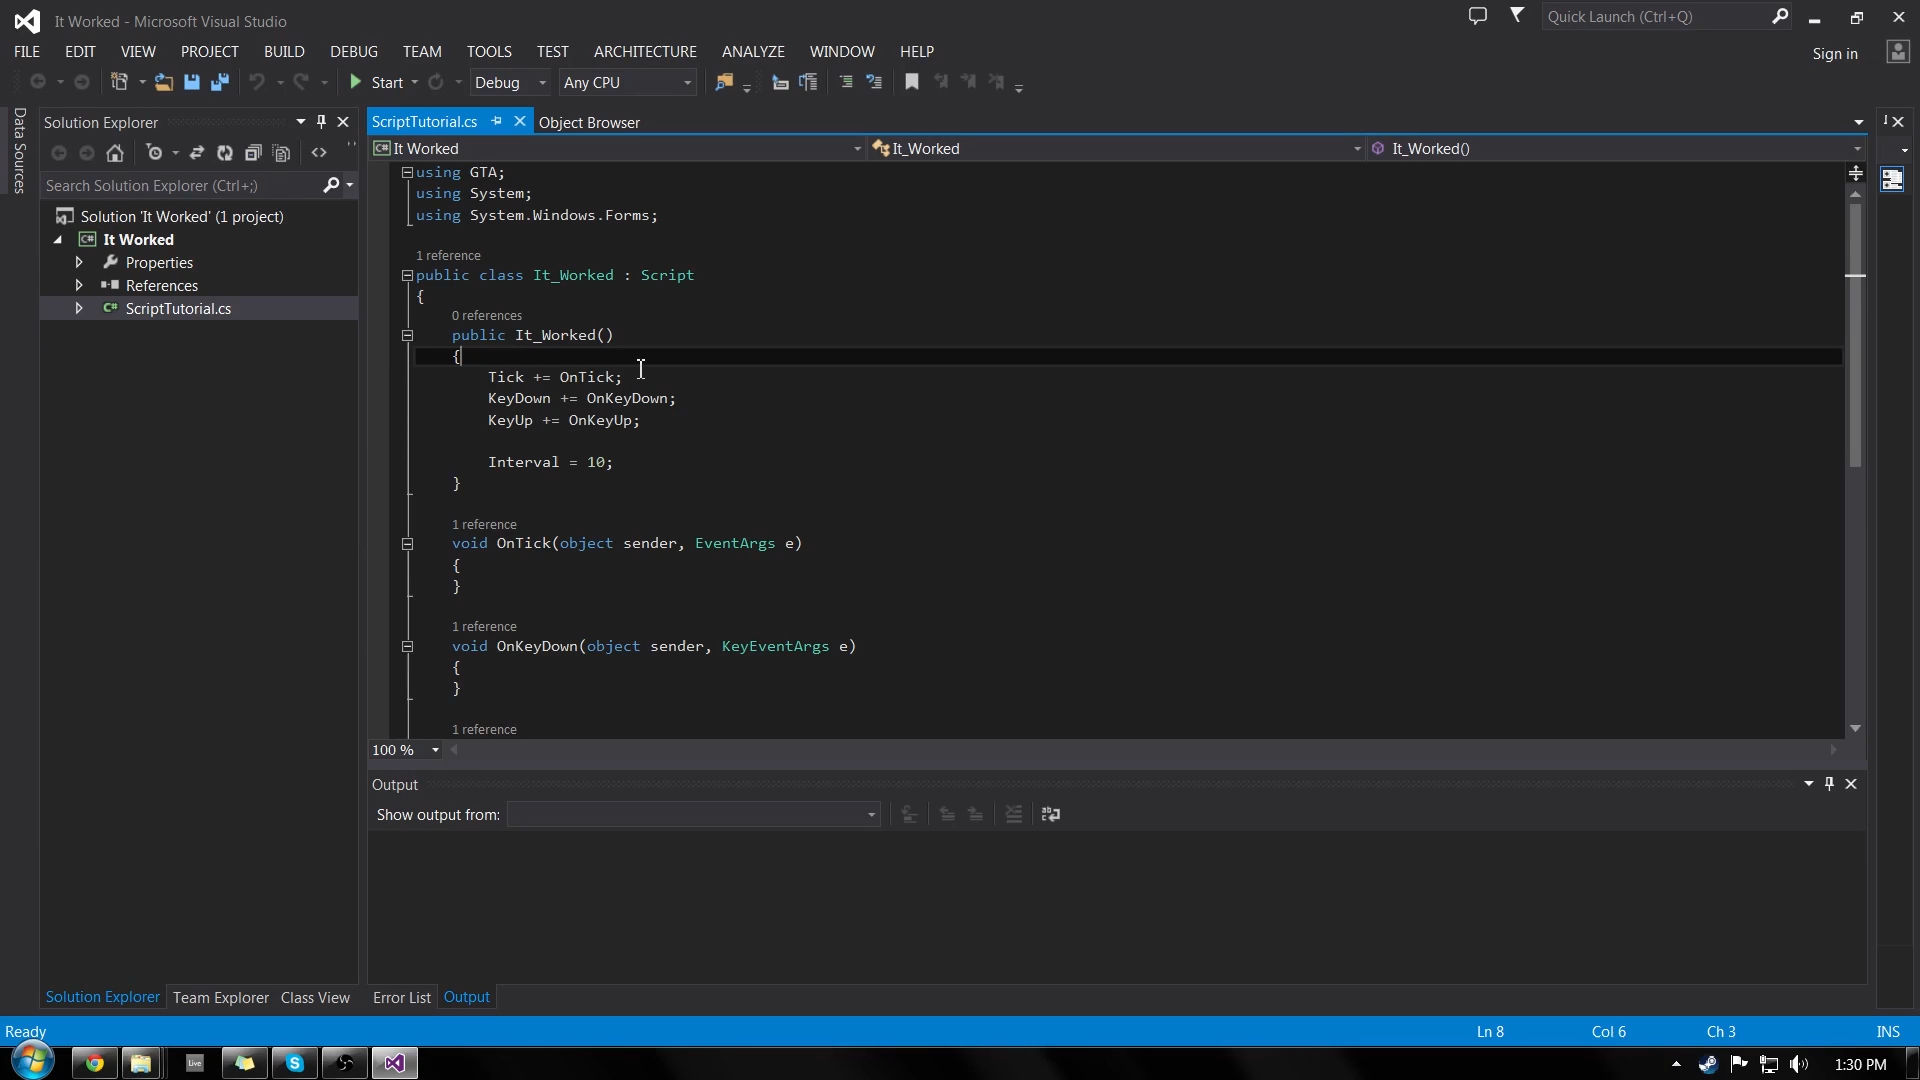 It Worked - Microsoft Visual Studio
Quick Launch (Ctrl+Q)
FILE EDIT VIEW PROJECT BUILD DEBUG TEAM TOOLS TEST ARCHITECTURE ANALYZE WINDOW HELP
Sign in
Start Debug Any CPU
Data Sources
Solution Explorer
Search Solution Explorer (Ctrl+;)
Solution 'It Worked' (1 project)
It Worked
Properties
References
ScriptTutorial.cs
ScriptTutorial.cs Object Browser
It Worked It_Worked It_Worked()
using GTA;
using System;
using System.Windows.Forms;
1 reference
public class It_Worked : Script
{
0 references
public It_Worked()
{
Tick += OnTick;
KeyDown += OnKeyDown;
KeyUp += OnKeyUp;
Interval = 10;
}
1 reference
void OnTick(object sender, EventArgs e)
{
}
1 reference
void OnKeyDown(object sender, KeyEventArgs e)
{
}
1 reference
100 %
Output
Show output from:
Solution Explorer Team Explorer Class View
Error List Output
Ready Ln 8 Col 6 Ch 3 INS
Live
1:30 PM